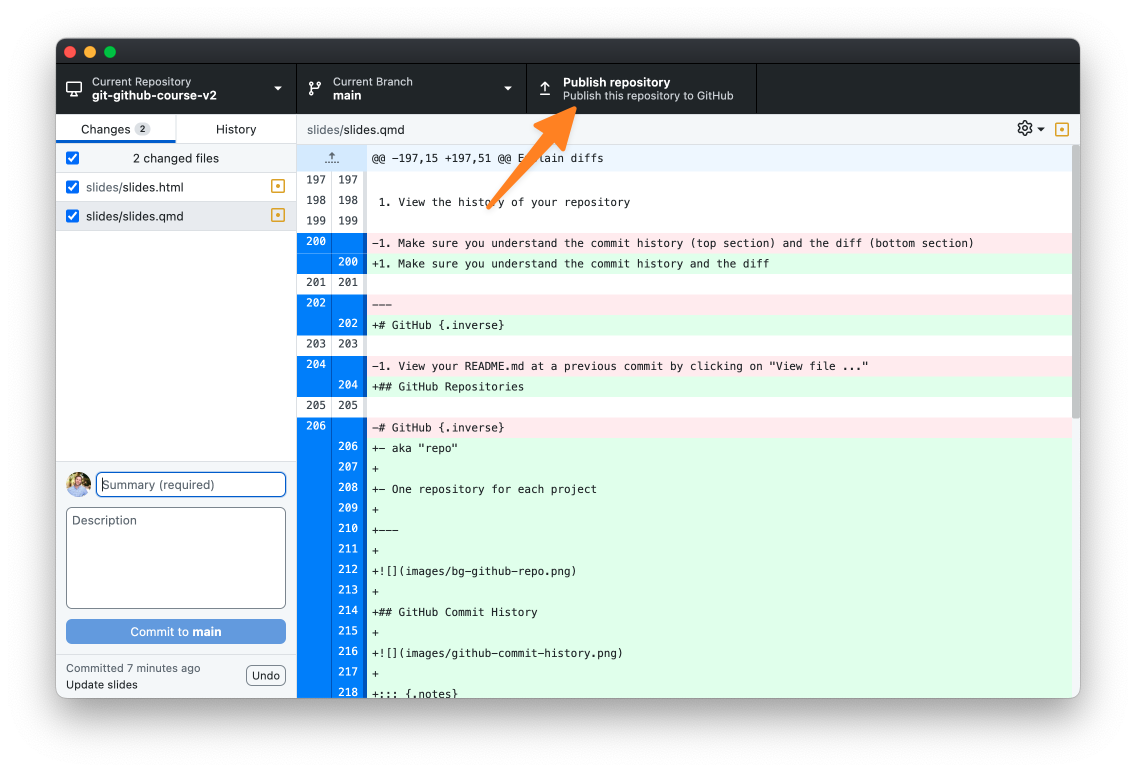 Current Repository
git-github-course-v2
Current Branch
main
Publish repository
Publish this repository to GitHub
Changes 2
History
2 changed files
slides/slides.html
slides/slides.qmd
Summary (required)
Description
Commit to main
Committed 7 minutes ago
Update slides
Undo
slides/slides.qmd
@@ -197,15 +197,51 @@ Explain diffs
197 197
198 198 1. View the history of your repository
199 199
200 -1. Make sure you understand the commit history (top section) and the diff (bottom section)
200 +1. Make sure you understand the commit history and the diff
201 201
202 ---
202 +# GitHub {.inverse}
203 203
204 -1. View your README.md at a previous commit by clicking on "View file ..."
204 +## GitHub Repositories
205 205
206 -# GitHub {.inverse}
206 +- aka "repo"
207 +
208 +- One repository for each project
209 +
210 +---
211 +
212 +![](images/bg-github-repo.png)
213 +
214 +## GitHub Commit History
215 +
216 +![](images/github-commit-history.png)
217 +
218 +::: {.notes}